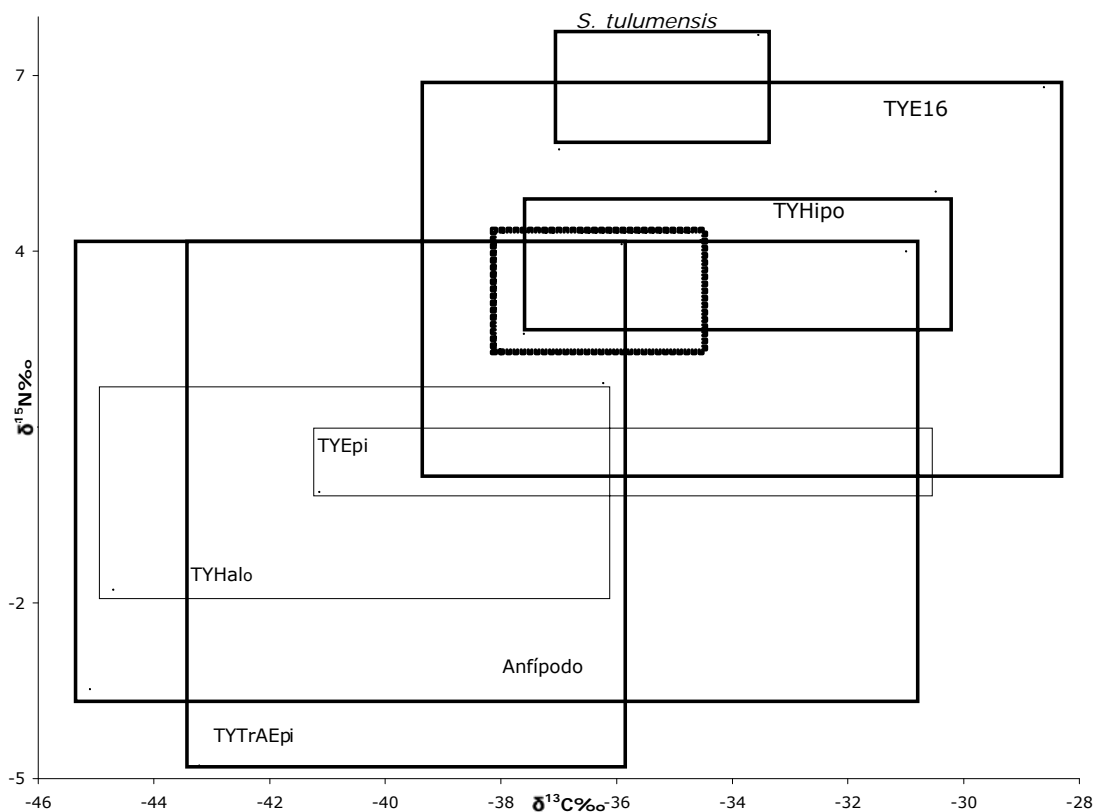 S. tulumensis
7
TYE16
TYHipo
4
δ¹⁵N‰
TYEpi
TYHalo
-2
Anfípodo
TYTrAEpi
-5
-46 -44 -42 -40 -38 -36 -34 -32 -30 -28
δ¹³C‰